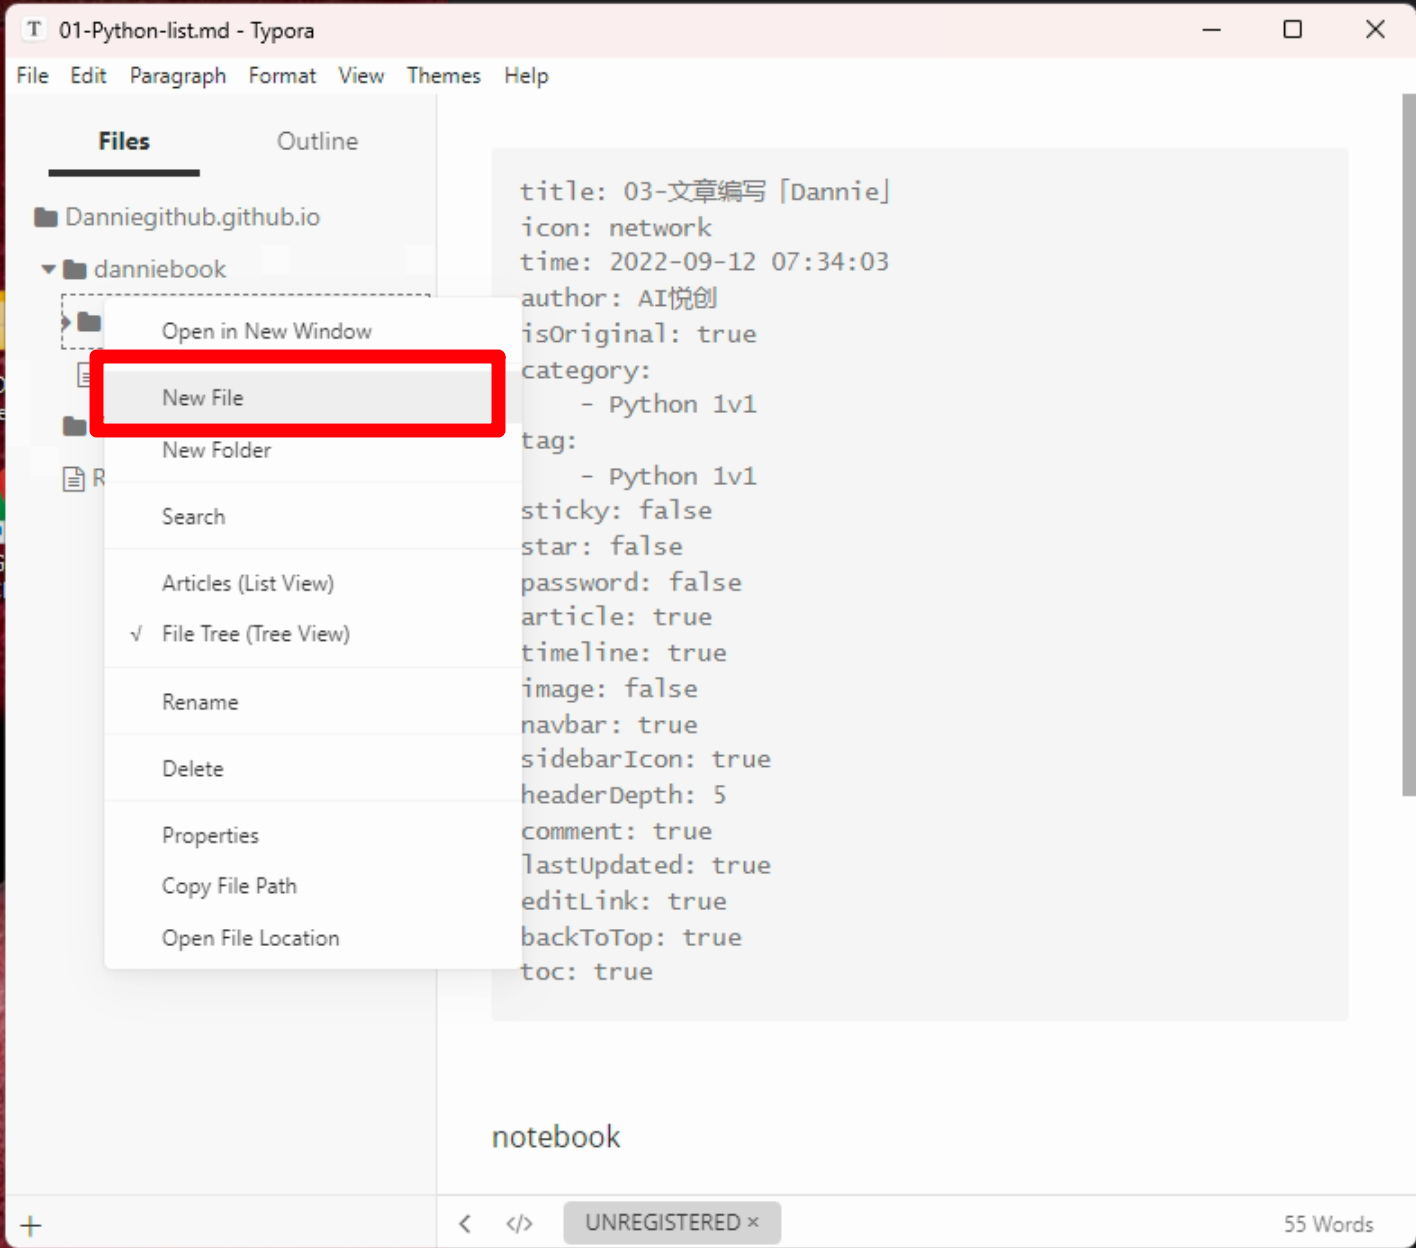 01-Python-list.md - Typora
File Edit Paragraph Format View Themes Help
Files Outline
Danniegithub.github.io
danniebook
R
Open in New Window
New File
New Folder
Search
Articles (List View)
√ File Tree (Tree View)
Rename
Delete
Properties
Copy File Path
Open File Location
title: 03-文章编写「Dannie」
icon: network
time: 2022-09-12 07:34:03
author: AI悦创
isOriginal: true
category:
    - Python 1v1
tag:
    - Python 1v1
sticky: false
star: false
password: false
article: true
timeline: true
image: false
navbar: true
sidebarIcon: true
headerDepth: 5
comment: true
lastUpdated: true
editLink: true
backToTop: true
toc: true
notebook
+ < </> UNREGISTERED × 55 Words